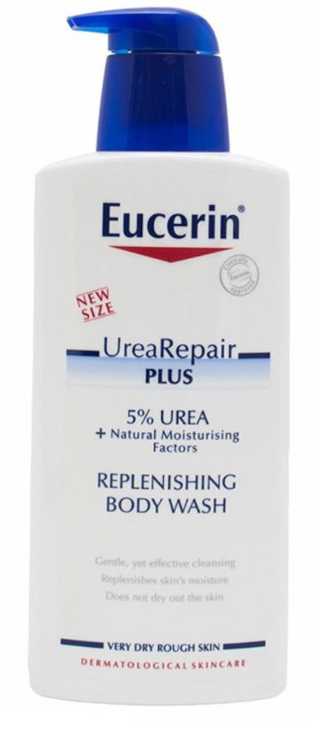 Eucerin®
NEW
SIZE
UreaRepair
PLUS
5% UREA
+ Natural Moisturising
Factors
REPLENISHING
BODY WASH
Gentle, yet effective cleansing
Replenishes skin's moisture
Does not dry out the skin
VERY DRY ROUGH SKIN
DERMATOLOGICAL SKINCARE